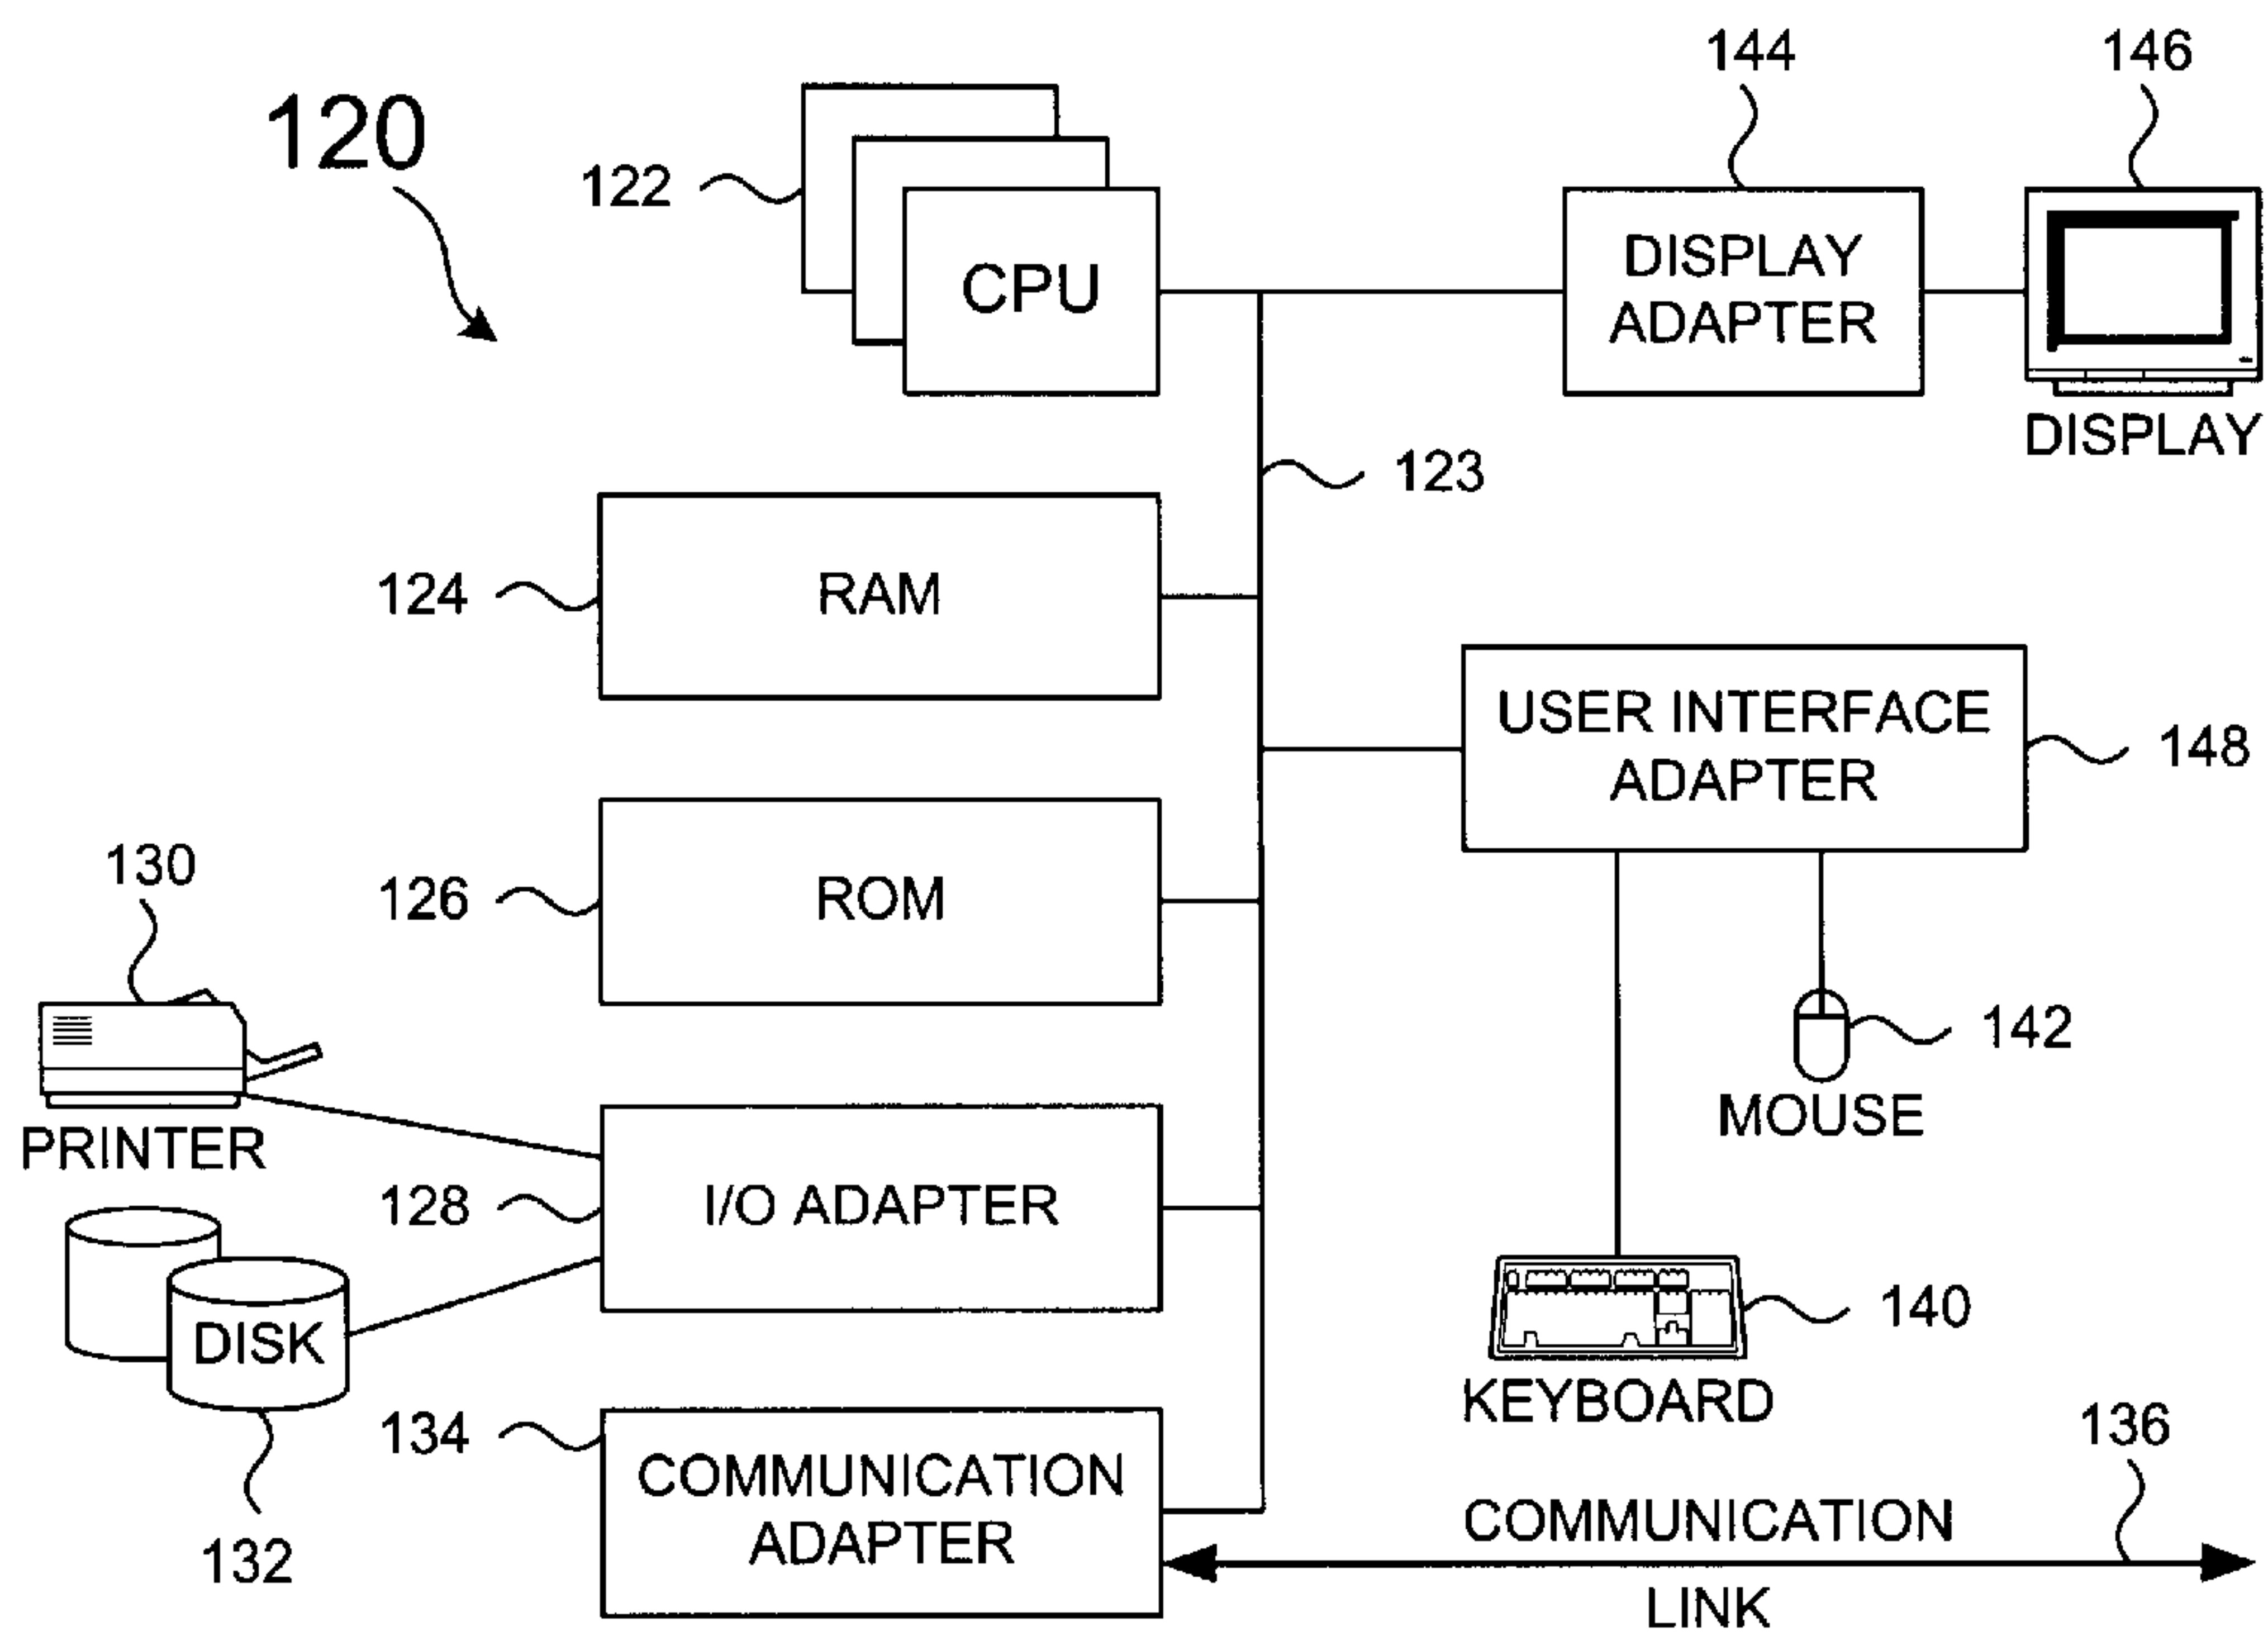 144
146
120
122
CPU
DISPLAY
ADAPTER
DISPLAY
123
124
RAM
USER INTERFACE
ADAPTER
148
130
126
ROM
142
MOUSE
PRINTER
128
I/O ADAPTER
140
DISK
KEYBOARD
134
136
COMMUNICATION
ADAPTER
COMMUNICATION
LINK
132